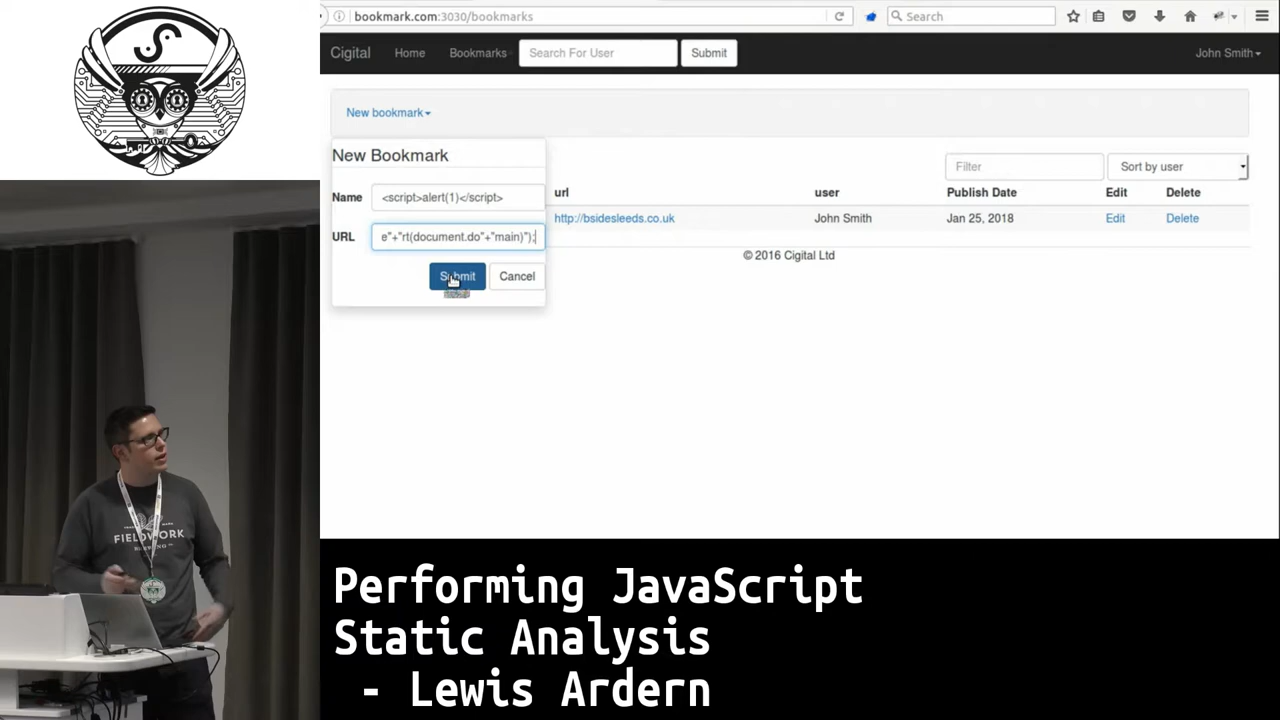 bookmark.com:3030/bookmarks
Search
Cigital Home Bookmarks Search For User Submit John Smith
New bookmark
New Bookmark
Filter Sort by user
Name <script>alert(1)</script>
url user Publish Date Edit Delete
URL e"+"rt(document.do"+"main)");
http://bsidesleeds.co.uk John Smith Jan 25, 2018 Edit Delete
© 2016 Cigital Ltd
Submit Cancel
FIELDWORK
Performing JavaScript
Static Analysis
- Lewis Ardern